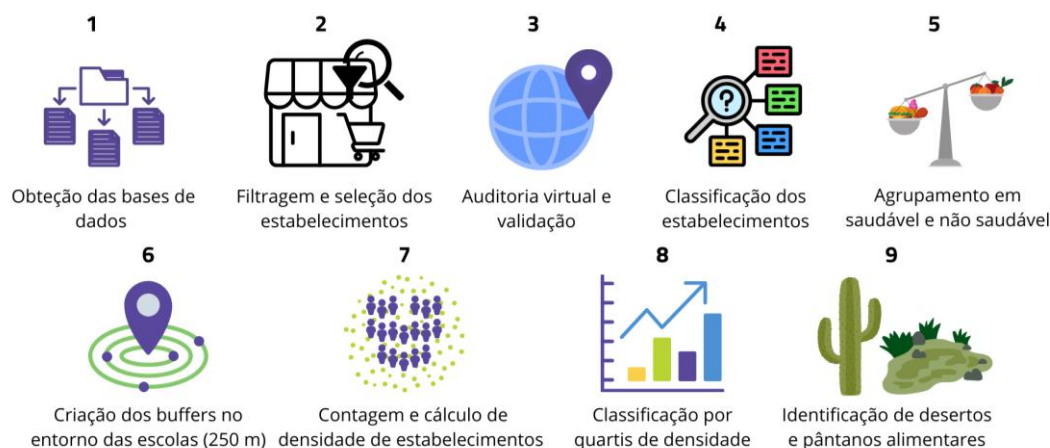 1
2
3
4
5
Obteção das bases de
dados
Filtragem e seleção dos
estabelecimentos
Auditoria virtual e
validação
Classificação dos
estabelecimentos
Agrupamento em
saudável e não saudável
6
7
8
9
Criação dos buffers no
entorno das escolas (250 m)
Contagem e cálculo de
densidade de estabelecimentos
Classificação por
quartis de densidade
Identificação de desertos
e pântanos alimentares